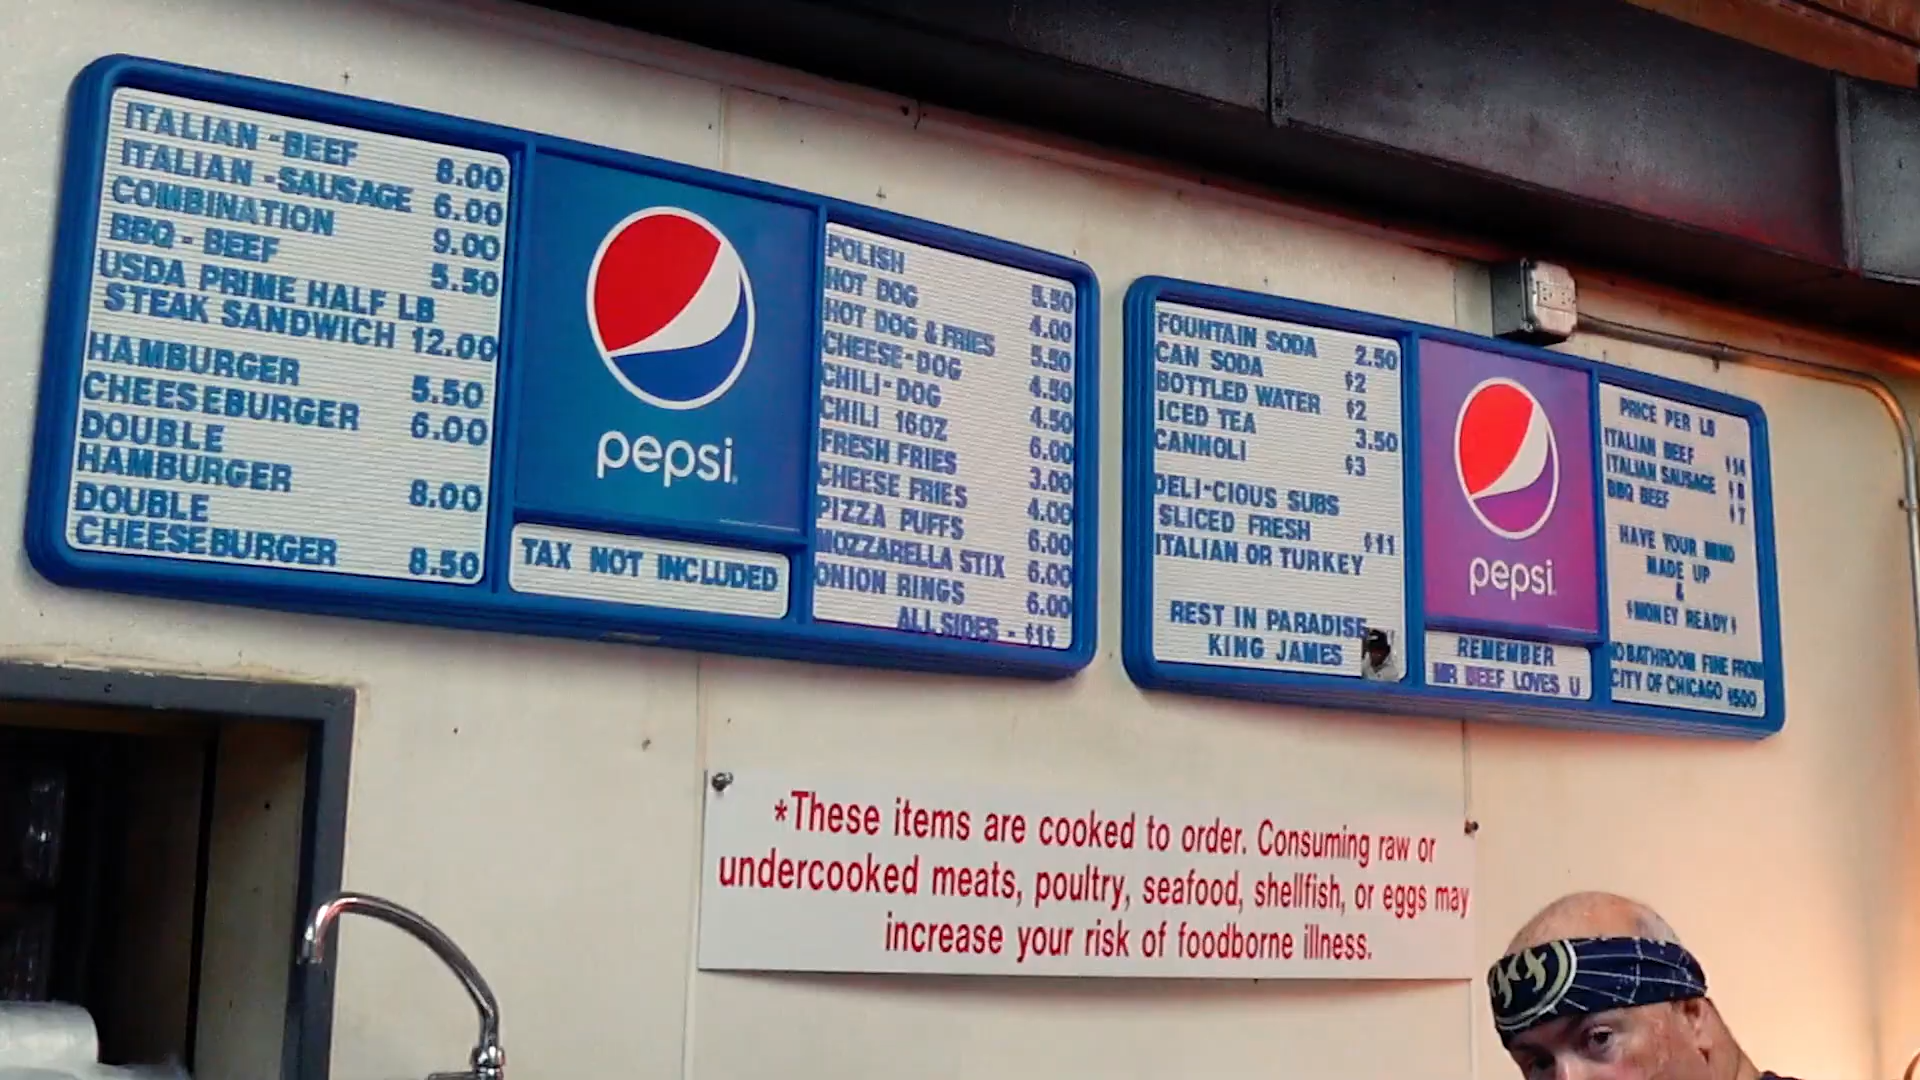 ITALIAN - BEEF 8.00
ITALIAN - SAUSAGE 6.00
COMBINATION 9.00
BBQ - BEEF 5.50
USDA PRIME HALF LB
STEAK SANDWICH 12.00
HAMBURGER 5.50
CHEESEBURGER 6.00
DOUBLE
HAMBURGER 8.00
DOUBLE
CHEESEBURGER 8.50
pepsi
TAX NOT INCLUDED
POLISH 5.50
HOT DOG 4.00
HOT DOG & FRIES 5.50
CHEESE-DOG 4.50
CHILI-DOG 4.50
CHILI 16OZ 6.00
FRESH FRIES 3.00
CHEESE FRIES 4.00
PIZZA PUFFS 6.00
MOZZARELLA STIX 6.00
ONION RINGS 6.00
ALL SIDES - $1$
FOUNTAIN SODA 2.50
CAN SODA $2
BOTTLED WATER $2
ICED TEA 3.50
CANNOLI $3
DELI-CIOUS SUBS
SLICED FRESH $11
ITALIAN OR TURKEY
REST IN PARADISE
KING JAMES
pepsi
REMEMBER
MR BEEF LOVES U
PRICE PER LB
ITALIAN BEEF $14
ITALIAN SAUSAGE $8
BBQ BEEF $7
HAVE YOUR MIND
MADE UP
&
$MONEY READY$
NO BATHROOM FINE FROM
CITY OF CHICAGO $500
*These items are cooked to order. Consuming raw or
undercooked meats, poultry, seafood, shellfish, or eggs may
increase your risk of foodborne illness.